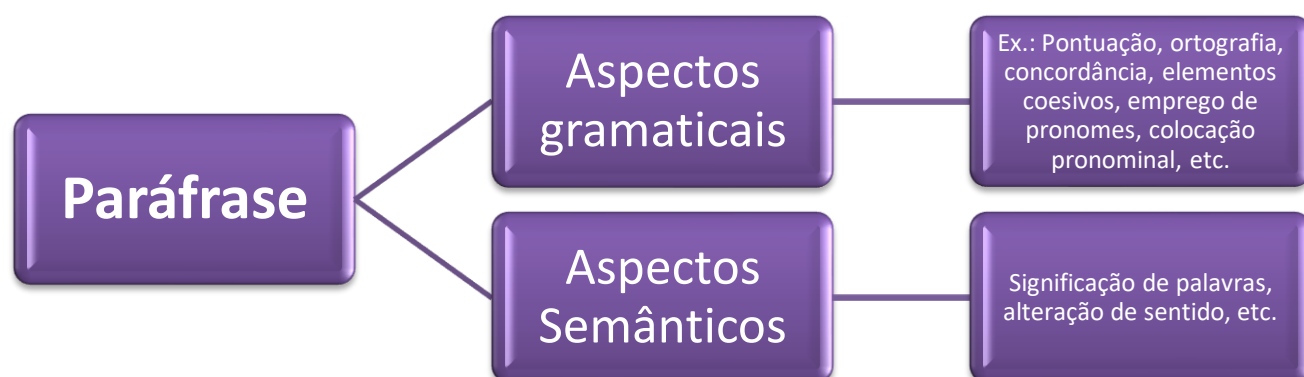 Paráfrase
Aspectos
gramaticais
Ex.: Pontuação, ortografia,
concordância, elementos
coesivos, emprego de
pronomes, colocação
pronominal, etc.
Aspectos
Semânticos
Significação de palavras,
alteração de sentido, etc.